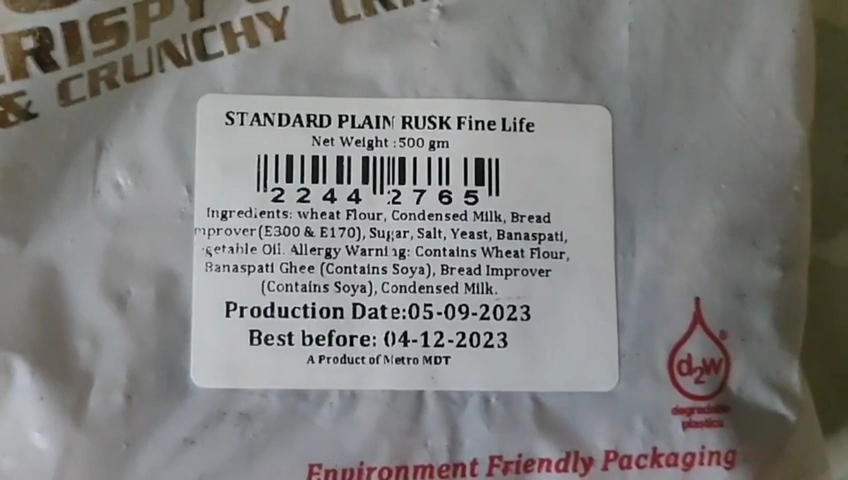 CRISPY
& CRUNCHY
STANDARD PLAIN RUSK Fine Life
Net Weight : 500 gm
2244 2765
Ingredients: wheat Flour, Condensed Milk, Bread
mprover(E300 & E170), Sugar, Salt, Yeast, Banaspati,
getable Oil. Allergy Warning: Contains Wheat Flour,
Banaspati Ghee (Contains Soya), Bread Improver
(Contains Soya), Condensed Milk.
Production Date:05-09-2023
Best before: 04-12-2023
A Product of Metro MDT
d2w
degradable
plastics
Environment Friendly Packaging